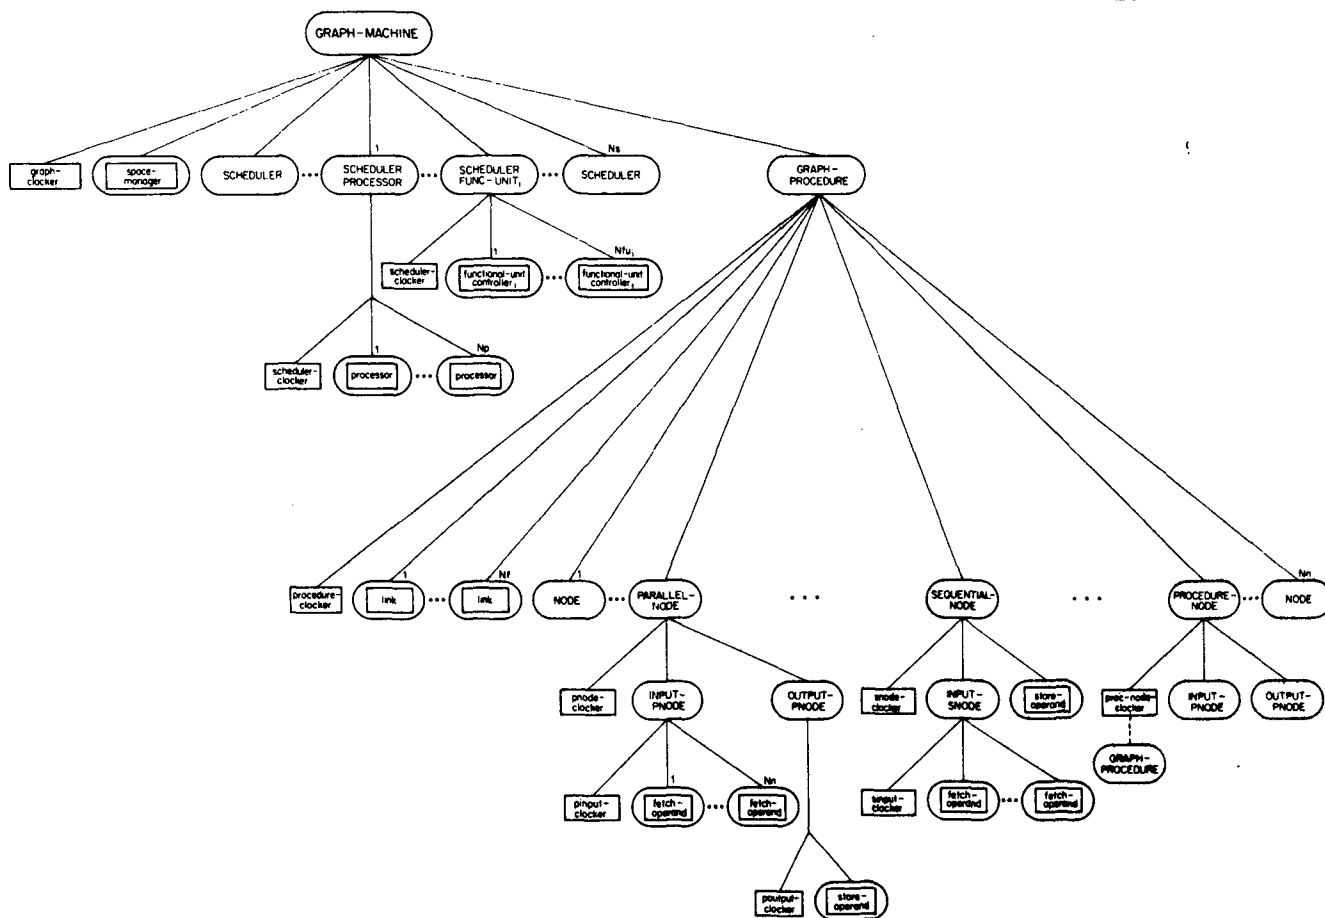 GRAPH-MACHINE
graph-clocker
space-manager
SCHEDULER
...
1
SCHEDULER PROCESSOR
...
SCHEDULER FUNC-UNIT i
...
Ns
SCHEDULER
GRAPH-PROCEDURE
scheduler-clocker
1
functional-unit controller i
...
Nfu i
functional-unit controller i
scheduler-clocker
1
processor
...
Np
processor
procedure-clocker
1
link
...
Nf
link
1
NODE
...
PARALLEL-NODE
...
SEQUENTIAL-NODE
...
PROCEDURE-NODE
...
Nn
NODE
pnode-clocker
INPUT-PNODE
OUTPUT-PNODE
snode-clocker
INPUT-SNODE
store-operand
proc-node-clocker
INPUT-PNODE
OUTPUT-PNODE
GRAPH-PROCEDURE
pinput-clocker
1
fetch-operand
...
Nn
fetch-operand
sinput-clocker
fetch-operand
...
fetch-operand
poutput-clocker
store-operand